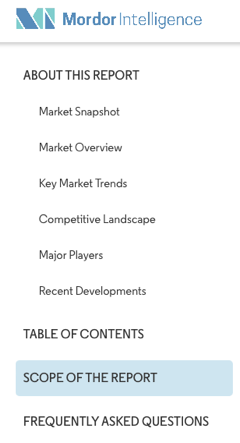 Mordor Intelligence
ABOUT THIS REPORT
Market Snapshot
Market Overview
Key Market Trends
Competitive Landscape
Major Players
Recent Developments
TABLE OF CONTENTS
SCOPE OF THE REPORT
FREQUENTLY ASKED QUESTIONS